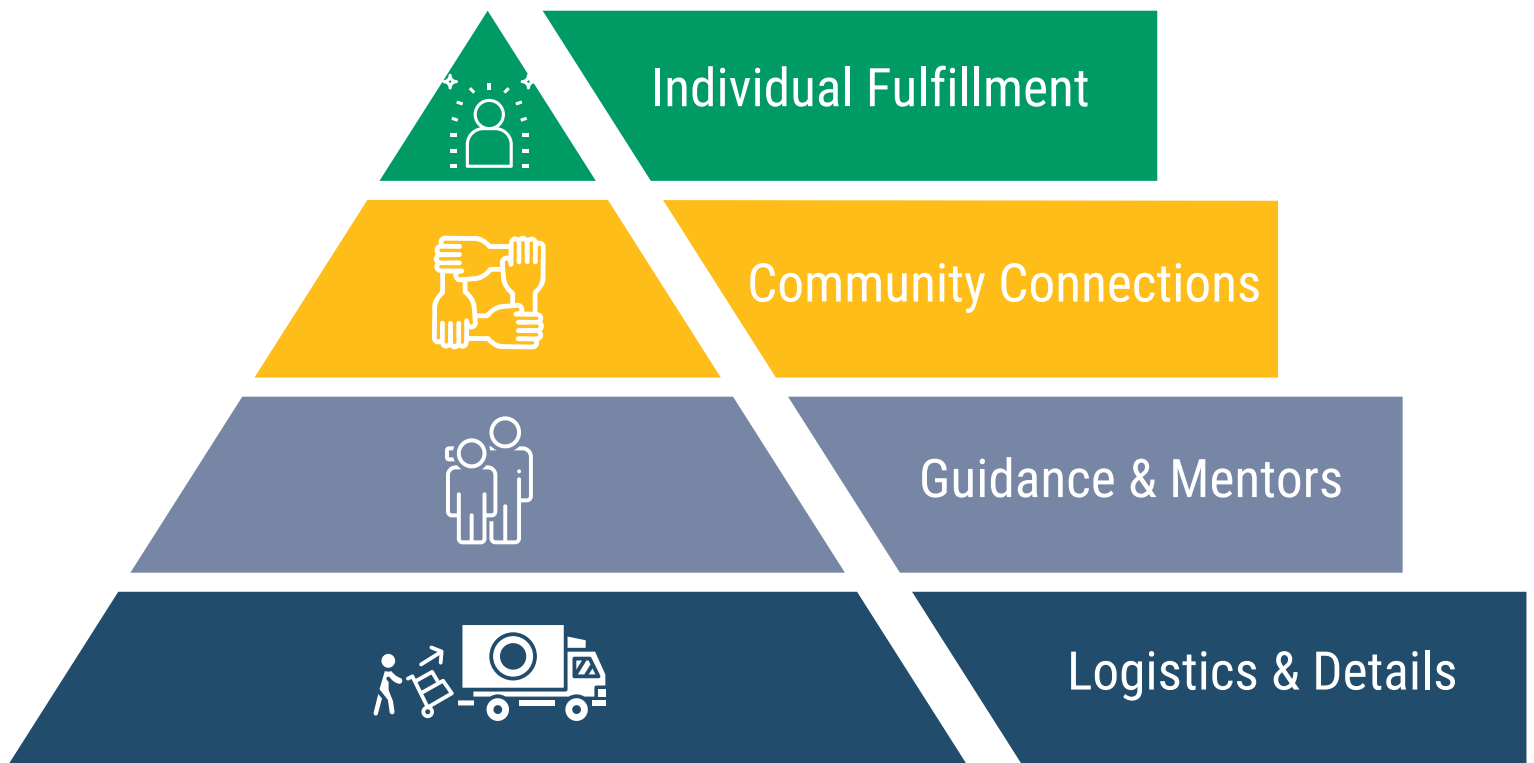 Individual Fulfillment
Community Connections
Guidance & Mentors
Logistics & Details